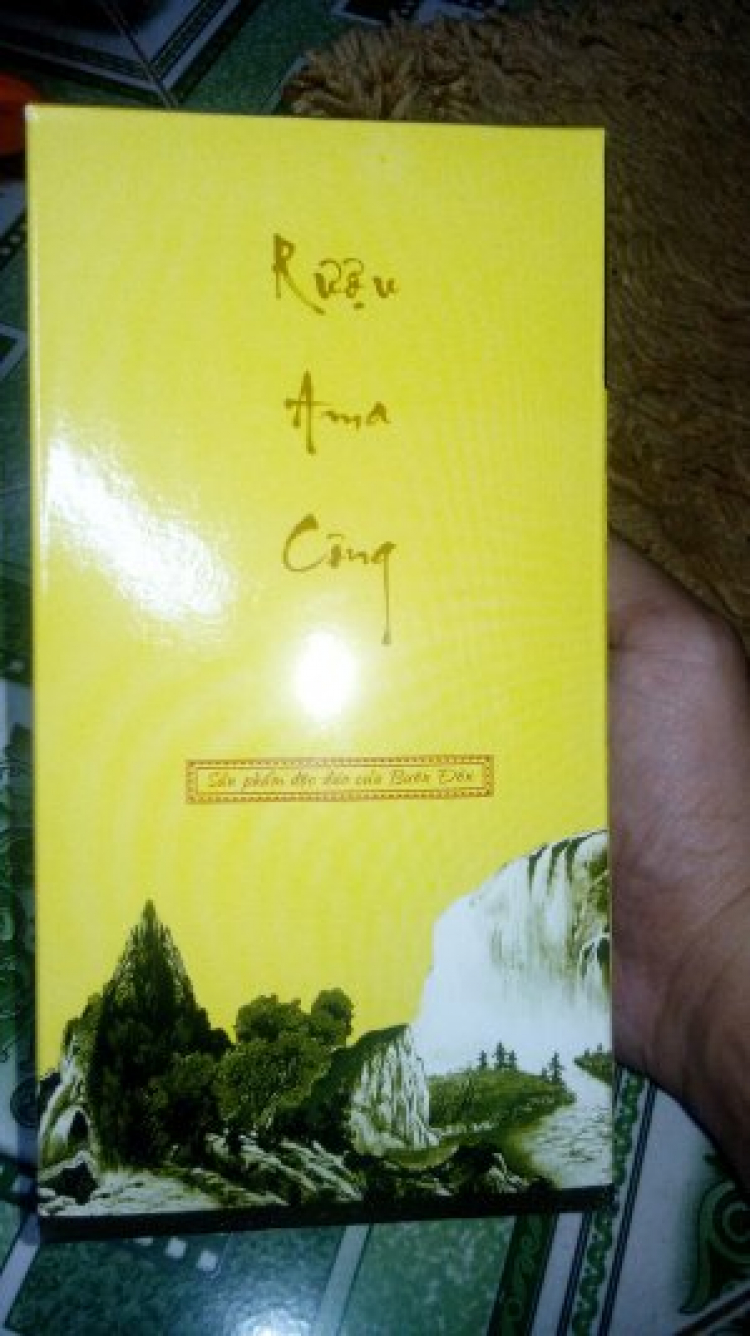 Rượu
Ama
Công
Sản phẩm độc đáo của Buôn Đôn